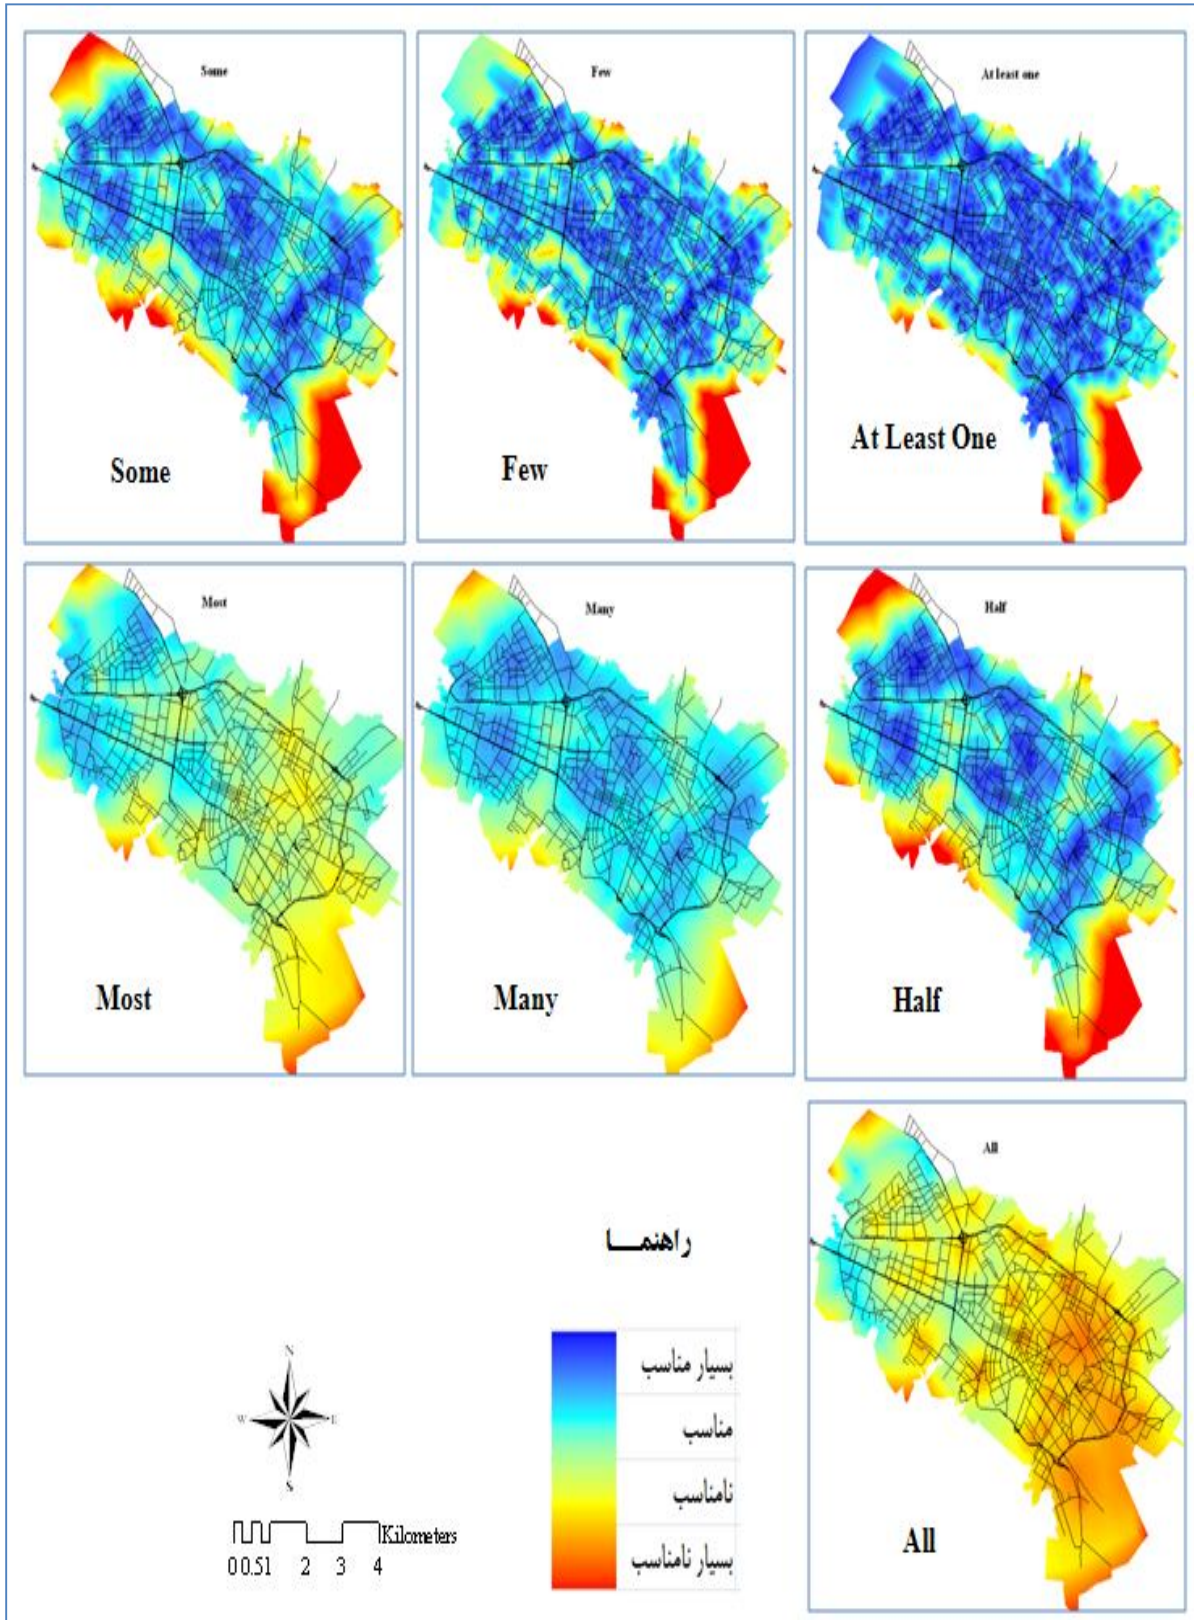 Some
Some
Few
Few
At least one
At Least One
Most
Most
Many
Many
Half
Half
All
All
راهنمـــا
بسیار مناسب
مناسب
نامناسب
بسیار نامناسب
N
W
E
S
Kilometers
0 0.5 1 2 3 4